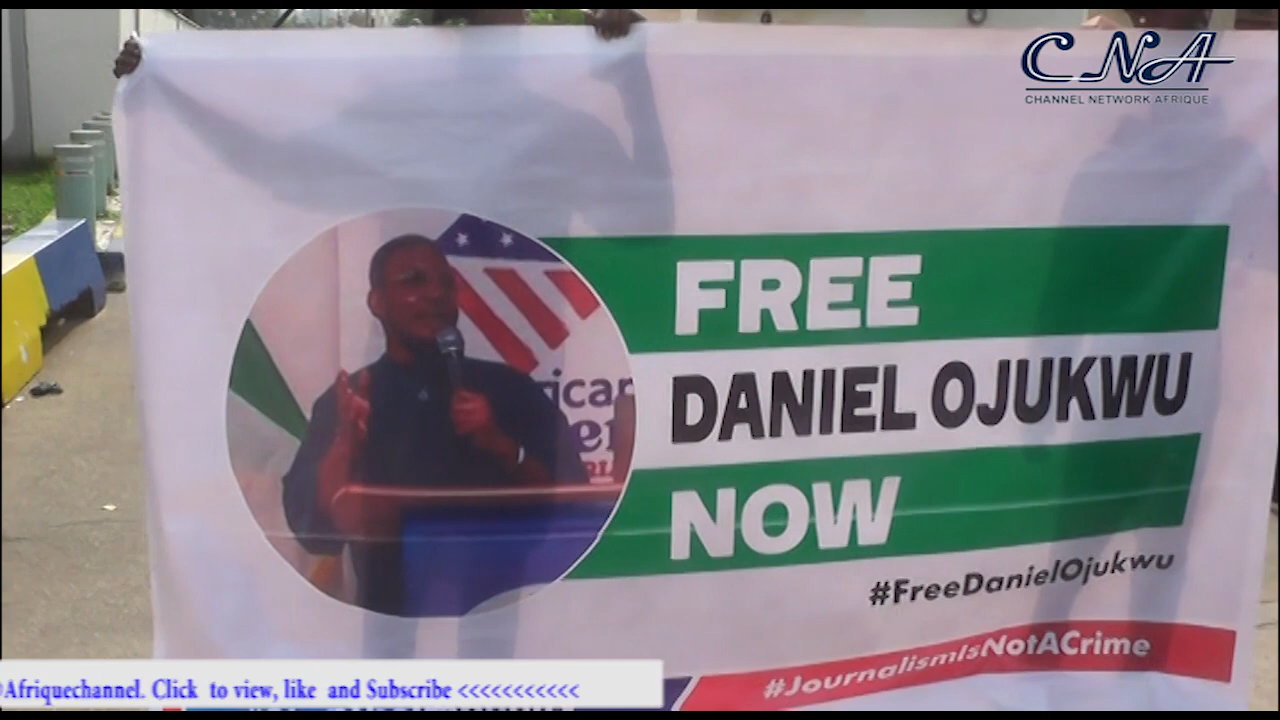 CNA
CHANNEL NETWORK AFRIQUE
FREE
DANIEL OJUKWU
NOW
#FreeDanielOjukwu
#JournalismIsNotACrime
Afriquechannel. Click to view, like and Subscribe <<<<<<<<<<<